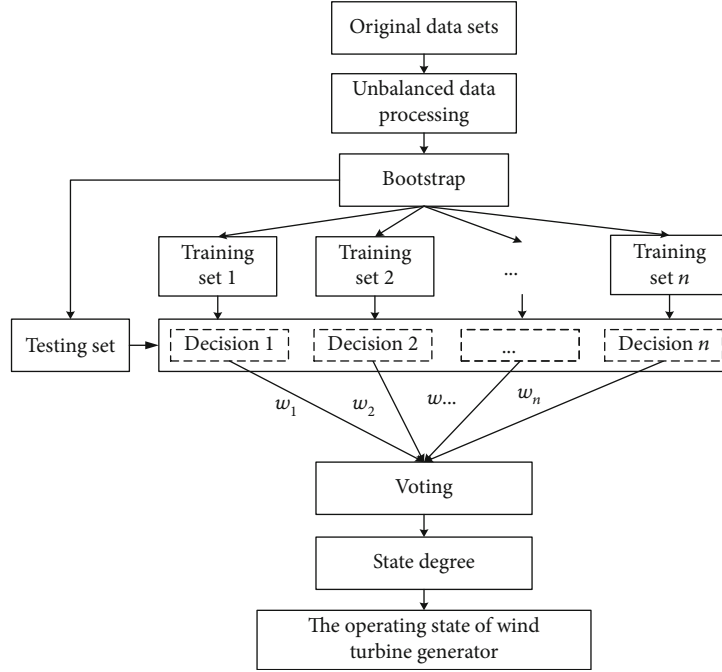 Original data sets
Unbalanced data
processing
Bootstrap
Training
set 1
Training
set 2
...
Training
set n
Testing set
Decision 1
Decision 2
...
Decision n
w1
w2
w...
wn
Voting
State degree
The operating state of wind
turbine generator